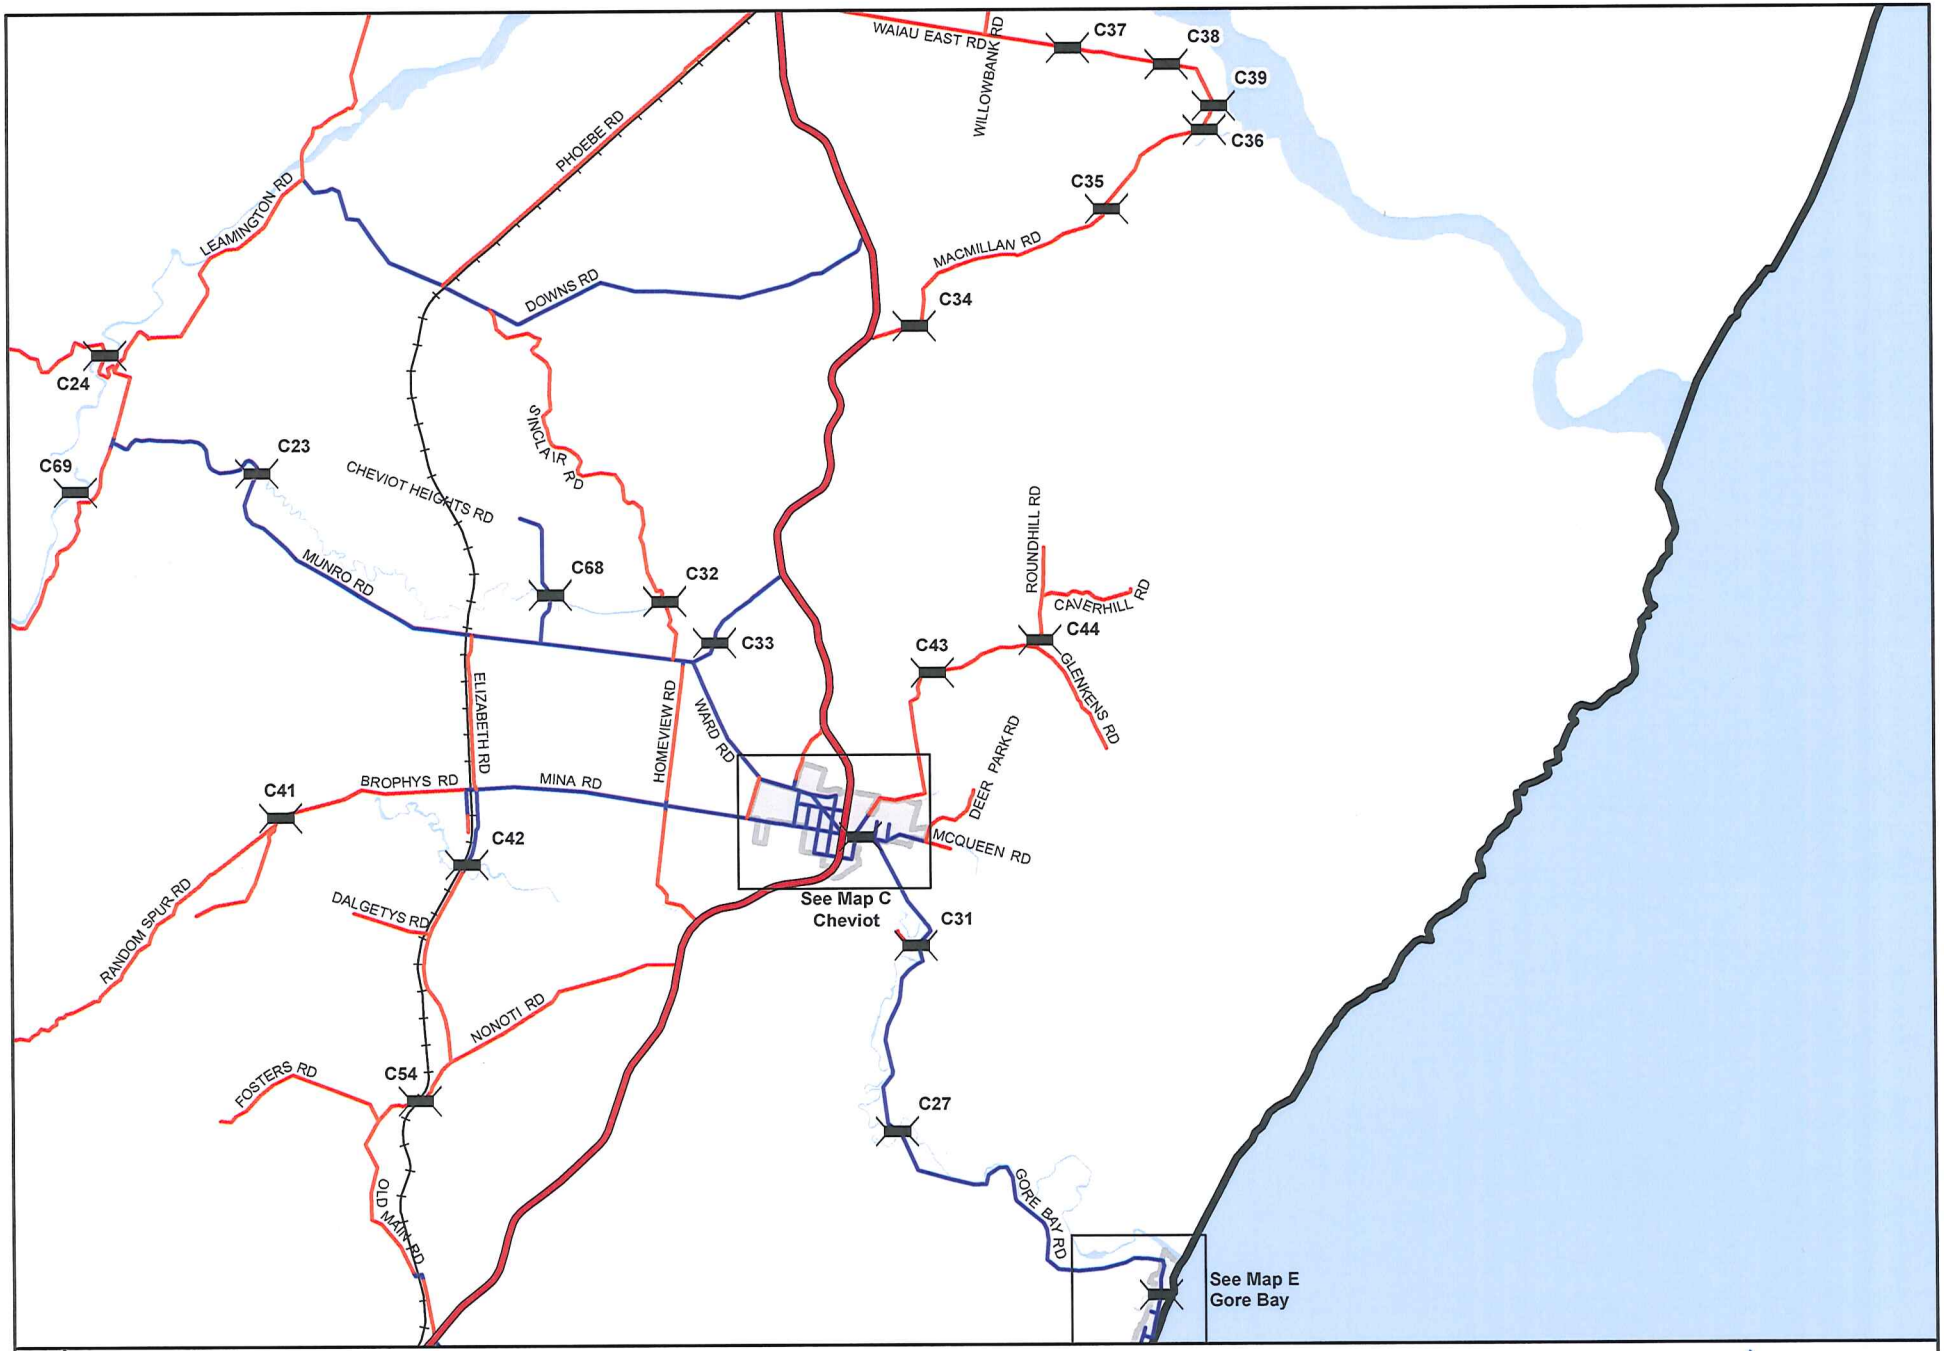 WAIAU EAST RD
WILLOWBANK RD
C37
C38
C39
C36
C35
PHOEBE RD
LEAMINGTON RD
MACMILLAN RD
DOWNS RD
C34
C24
C23
C69
CHEVIOT HEIGHTS RD
SINCLAIR RD
ROUNDHILL RD
MUNRO RD
C68
C32
CAVERHILL RD
C33
C43
C44
GLENKENS RD
ELIZABETH RD
HOMEVIEW RD
WARD RD
DEER PARK RD
BROPHYS RD
MINA RD
C41
C42
MCQUEEN RD
RANDOM SPUR RD
DALGETYS RD
See Map C
Cheviot
C31
NONOTI RD
FOSTERS RD
C54
C27
OLD MAIN RD
GORE BAY RD
See Map E
Gore Bay